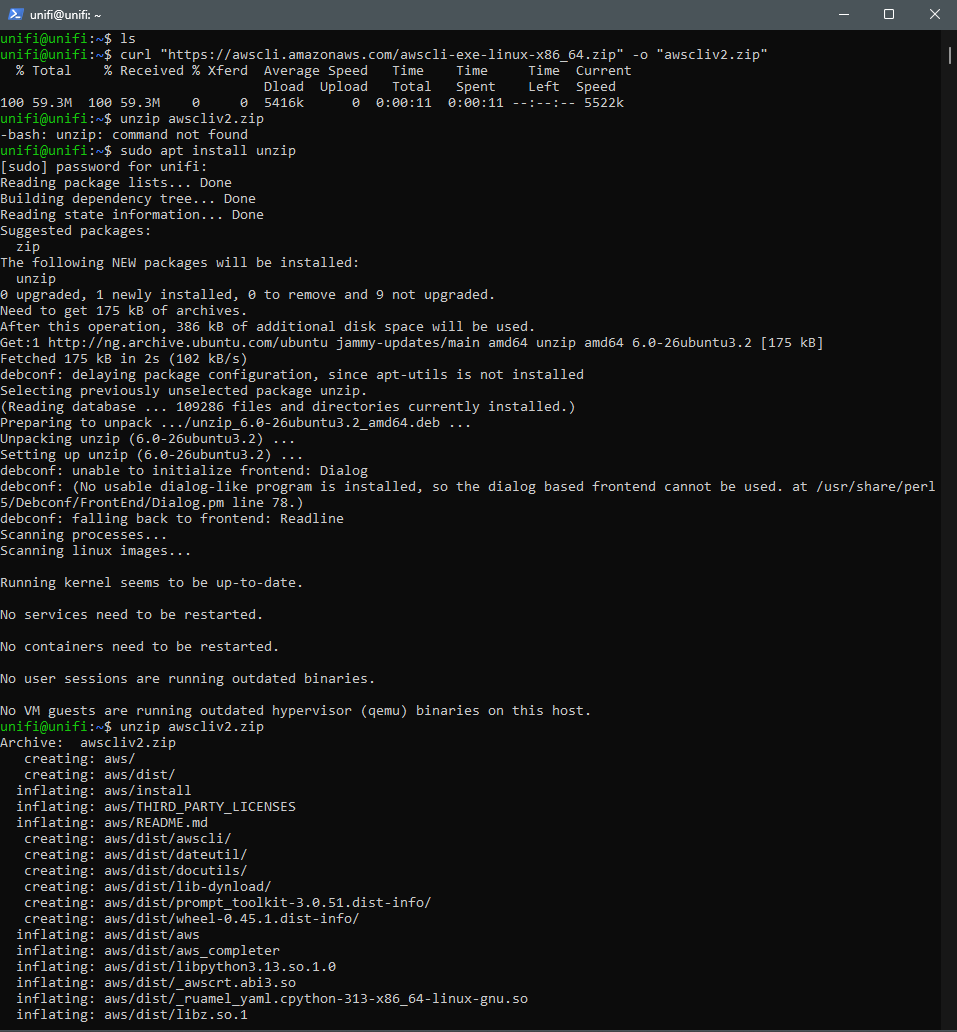 unifi@unifi: ~
unifi@unifi:~$ ls
unifi@unifi:~$ curl "https://awscli.amazonaws.com/awscli-exe-linux-x86_64.zip" -o "awscliv2.zip"
  % Total    % Received % Xferd  Average Speed   Time    Time     Time  Current
                                 Dload  Upload   Total   Spent    Left  Speed
100 59.3M  100 59.3M    0     0  5416k      0  0:00:11  0:00:11 --:--:-- 5522k
unifi@unifi:~$ unzip awscliv2.zip
-bash: unzip: command not found
unifi@unifi:~$ sudo apt install unzip
[sudo] password for unifi:
Reading package lists... Done
Building dependency tree... Done
Reading state information... Done
Suggested packages:
  zip
The following NEW packages will be installed:
  unzip
0 upgraded, 1 newly installed, 0 to remove and 9 not upgraded.
Need to get 175 kB of archives.
After this operation, 386 kB of additional disk space will be used.
Get:1 http://ng.archive.ubuntu.com/ubuntu jammy-updates/main amd64 unzip amd64 6.0-26ubuntu3.2 [175 kB]
Fetched 175 kB in 2s (102 kB/s)
debconf: delaying package configuration, since apt-utils is not installed
Selecting previously unselected package unzip.
(Reading database ... 109286 files and directories currently installed.)
Preparing to unpack .../unzip_6.0-26ubuntu3.2_amd64.deb ...
Unpacking unzip (6.0-26ubuntu3.2) ...
Setting up unzip (6.0-26ubuntu3.2) ...
debconf: unable to initialize frontend: Dialog
debconf: (No usable dialog-like program is installed, so the dialog based frontend cannot be used. at /usr/share/perl
5/Debconf/FrontEnd/Dialog.pm line 78.)
debconf: falling back to frontend: Readline
Scanning processes...
Scanning linux images...
Running kernel seems to be up-to-date.
No services need to be restarted.
No containers need to be restarted.
No user sessions are running outdated binaries.
No VM guests are running outdated hypervisor (qemu) binaries on this host.
unifi@unifi:~$ unzip awscliv2.zip
Archive:  awscliv2.zip
   creating: aws/
   creating: aws/dist/
  inflating: aws/install
  inflating: aws/THIRD_PARTY_LICENSES
  inflating: aws/README.md
   creating: aws/dist/awscli/
   creating: aws/dist/dateutil/
   creating: aws/dist/docutils/
   creating: aws/dist/lib-dynload/
   creating: aws/dist/prompt_toolkit-3.0.51.dist-info/
   creating: aws/dist/wheel-0.45.1.dist-info/
  inflating: aws/dist/aws
  inflating: aws/dist/aws_completer
  inflating: aws/dist/libpython3.13.so.1.0
  inflating: aws/dist/_awscrt.abi3.so
  inflating: aws/dist/_ruamel_yaml.cpython-313-x86_64-linux-gnu.so
  inflating: aws/dist/libz.so.1